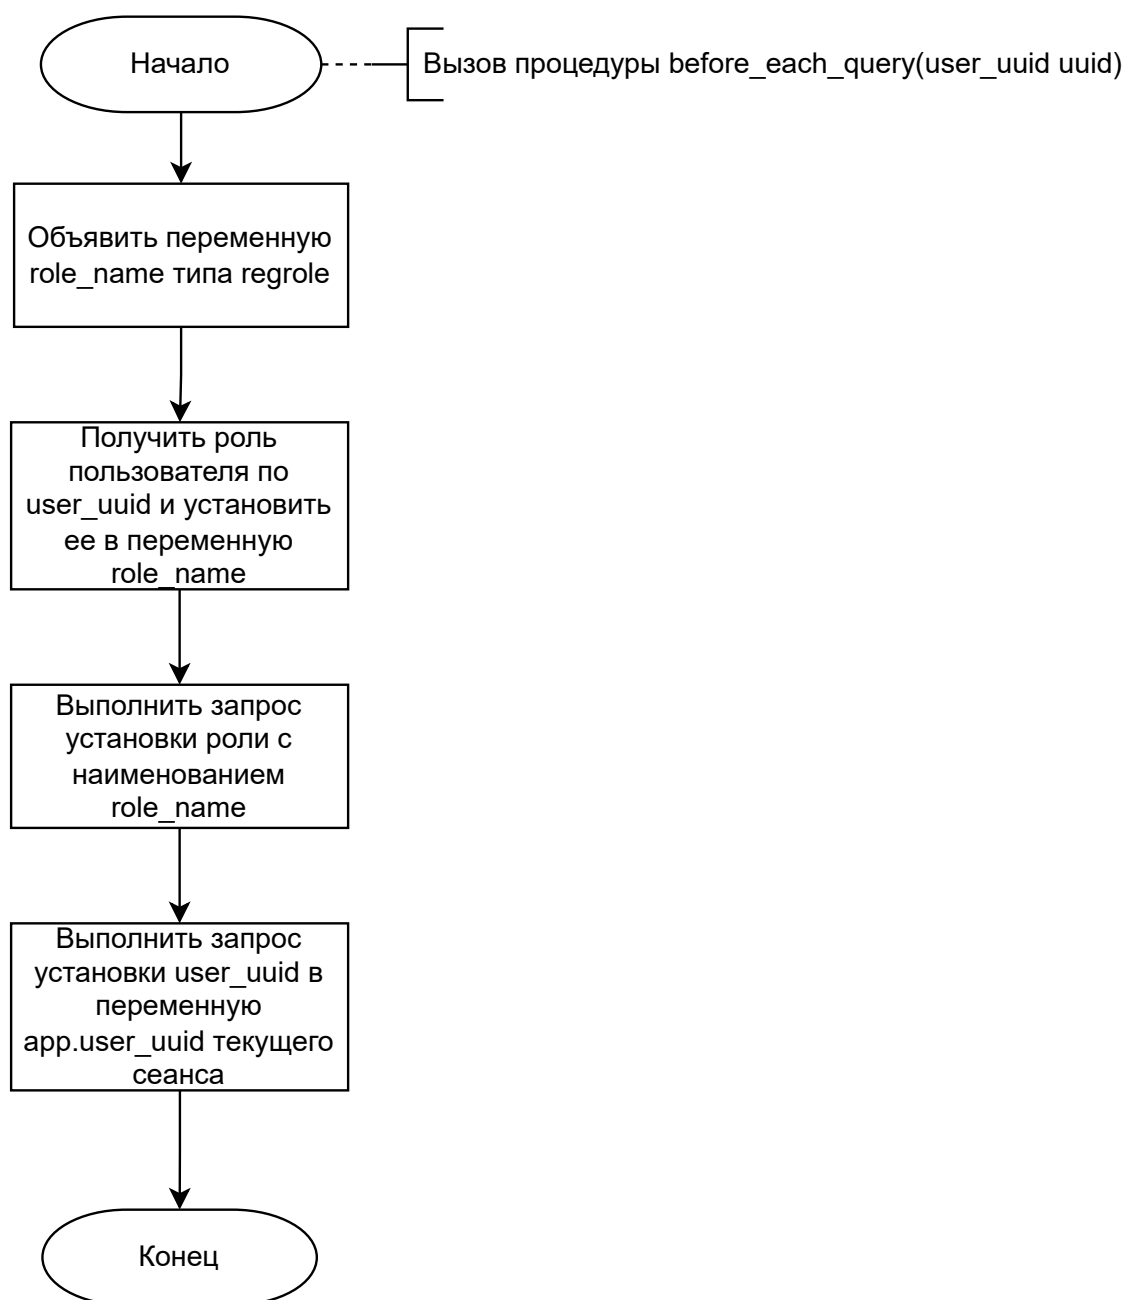 Начало
Вызов процедуры before_each_query(user_uuid uuid)
Объявить переменную
role_name типа regrole
Получить роль
пользователя по
user_uuid и установить
ее в переменную
role_name
Выполнить запрос
установки роли с
наименованием
role_name
Выполнить запрос
установки user_uuid в
переменную
app.user_uuid текущего
сеанса
Конец